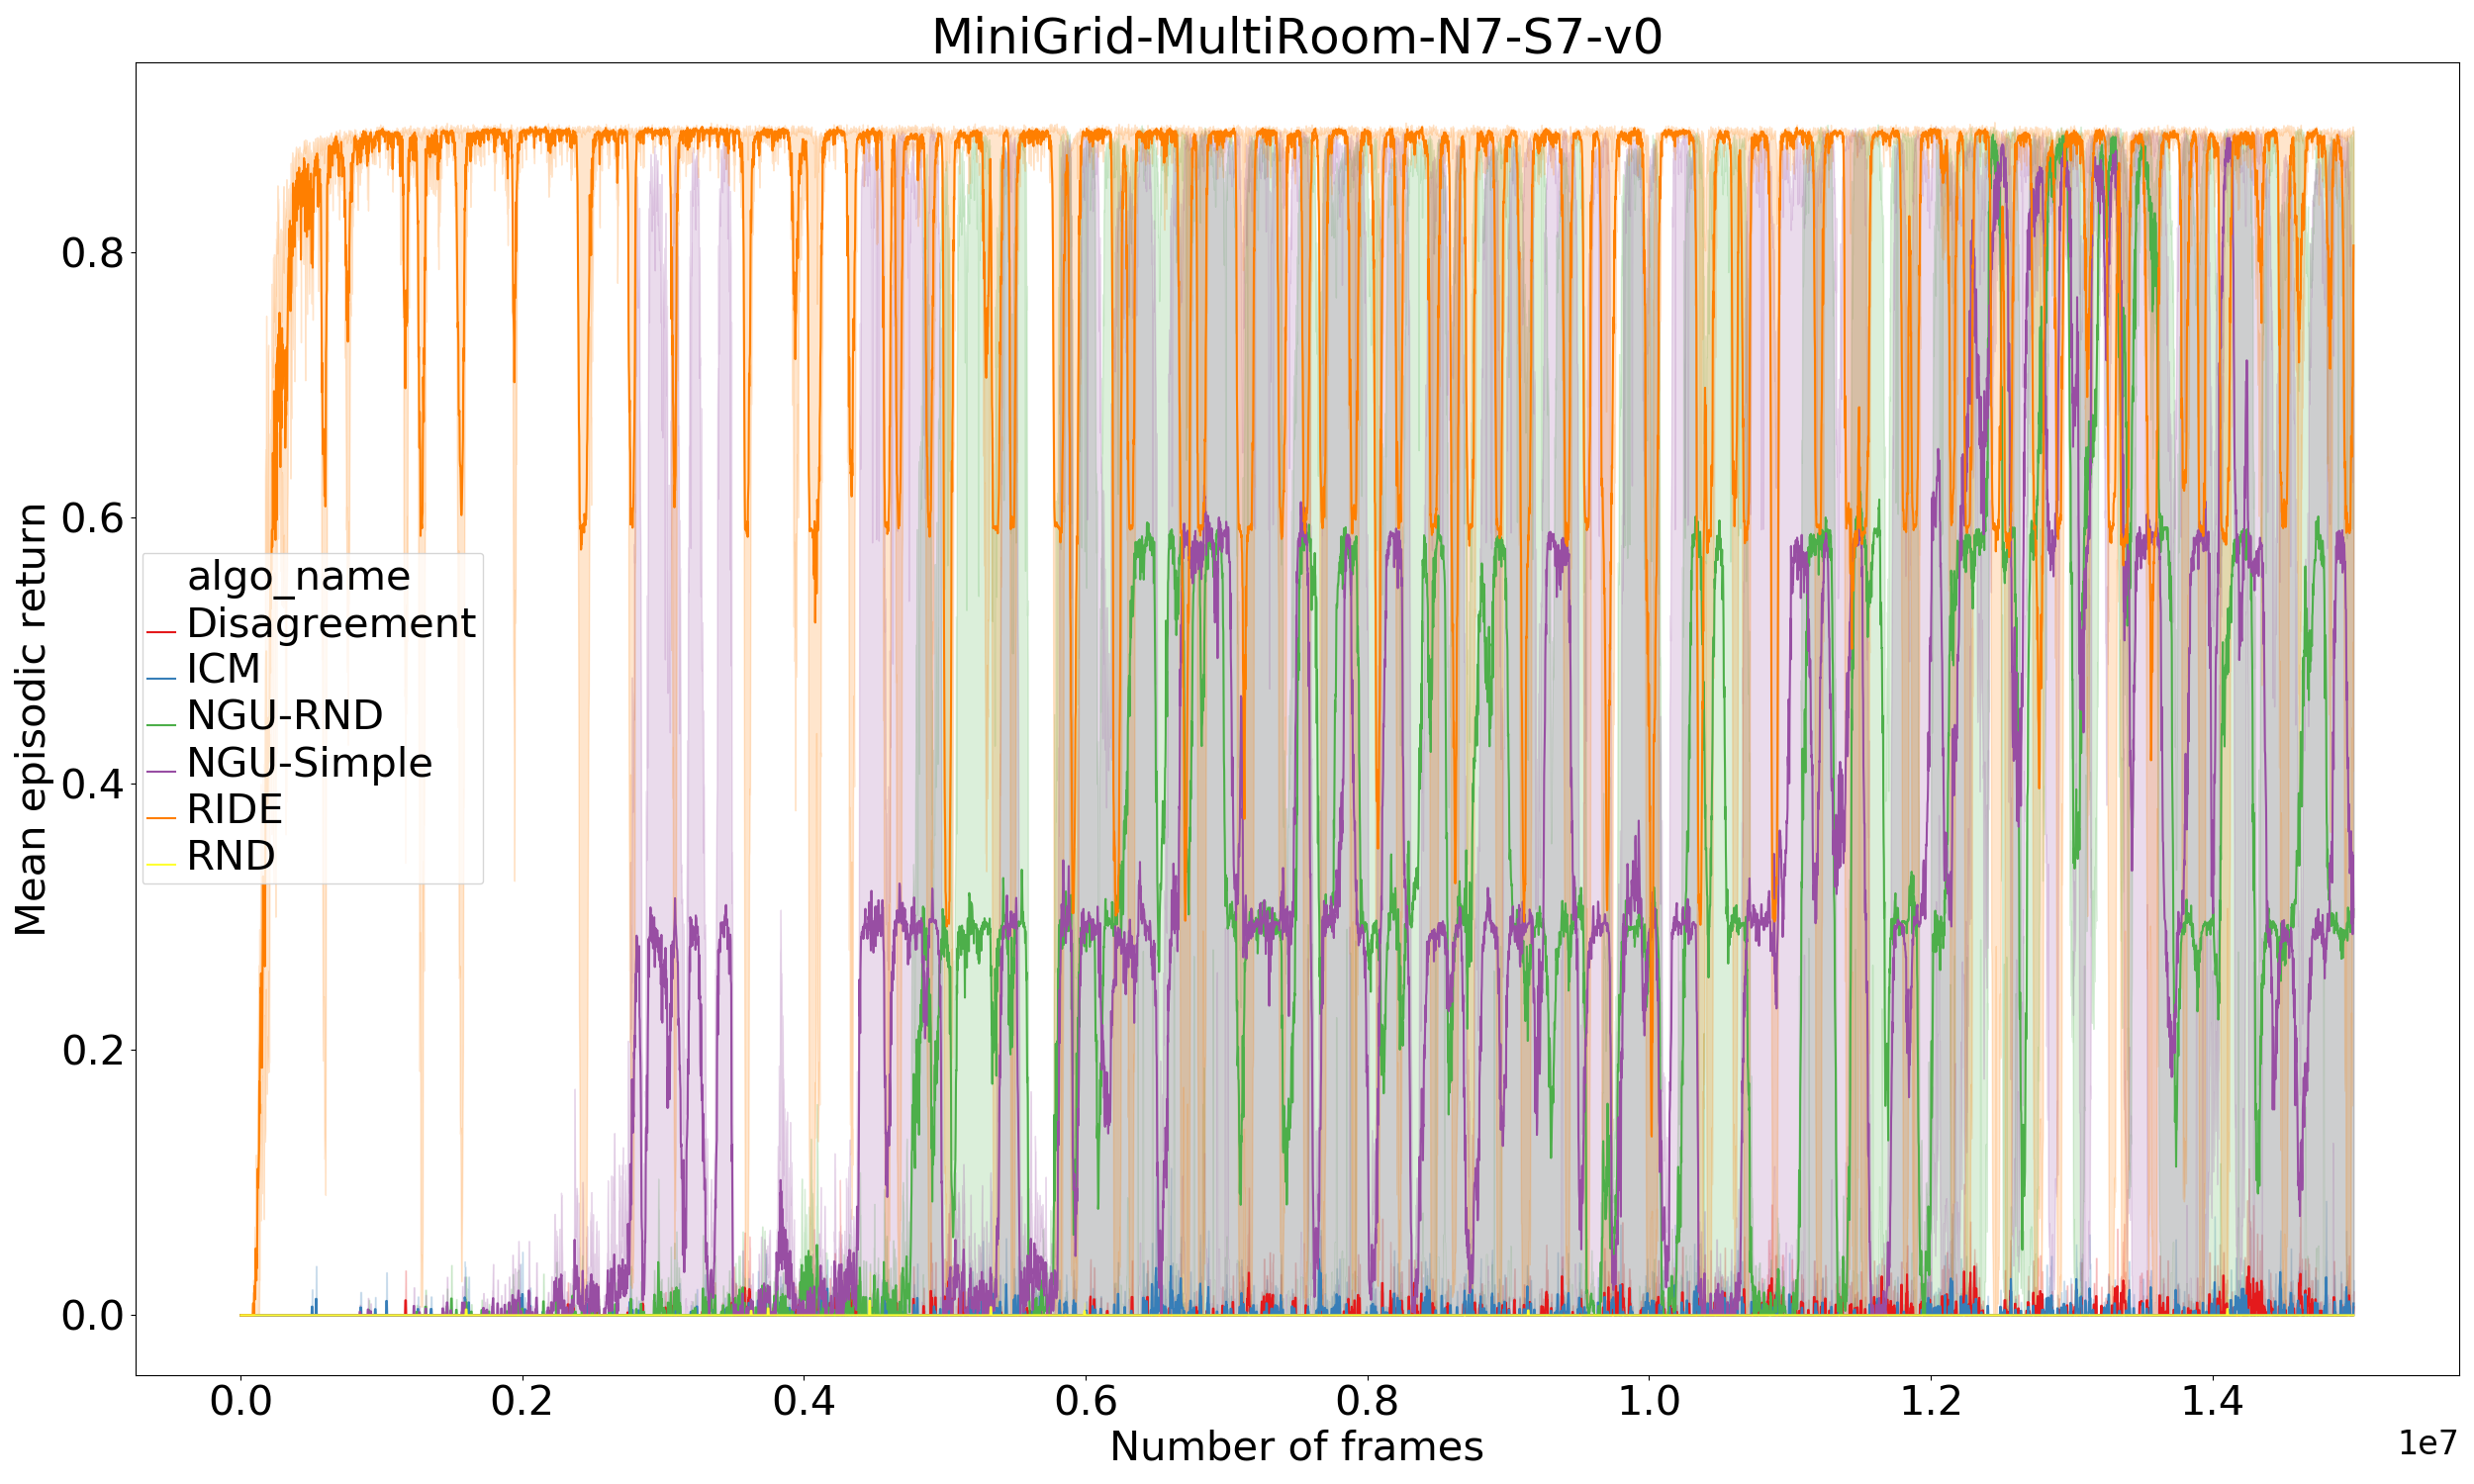 MiniGrid-MultiRoom-N7-S7-v0
Mean episodic return
0.8
0.6
0.4
0.2
0.0
algo_name
Disagreement
ICM
NGU-RND
NGU-Simple
RIDE
RND
0.0 0.2 0.4 0.6 0.8 1.0 1.2 1.4
Number of frames
1e7